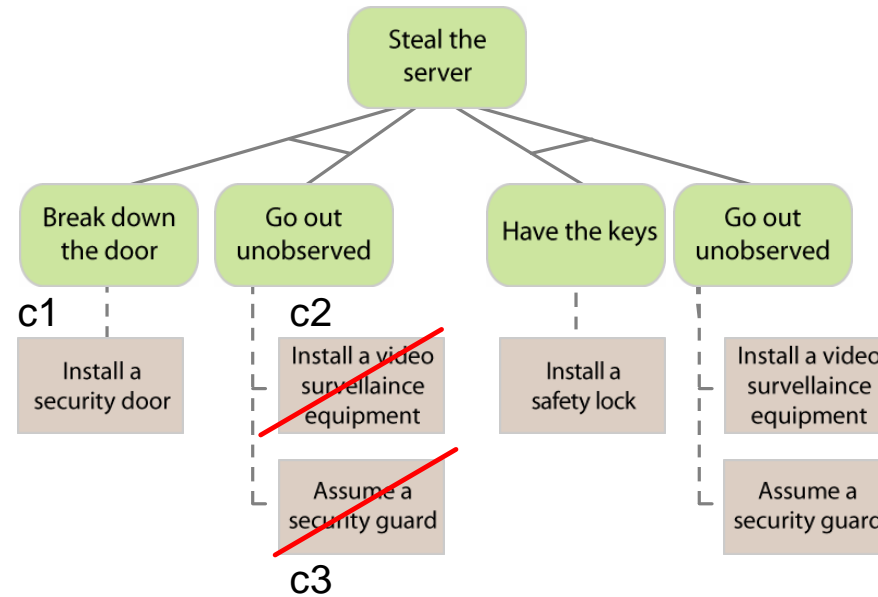 Steal the
server
Break down
the door
Go out
unobserved
Have the keys
Go out
unobserved
c1
c2
Install a
security door
Install a video
survellaince
equipment
Install a
safety lock
Install a video
survellaince
equipment
Assume a
security guard
Assume a
security guard
c3